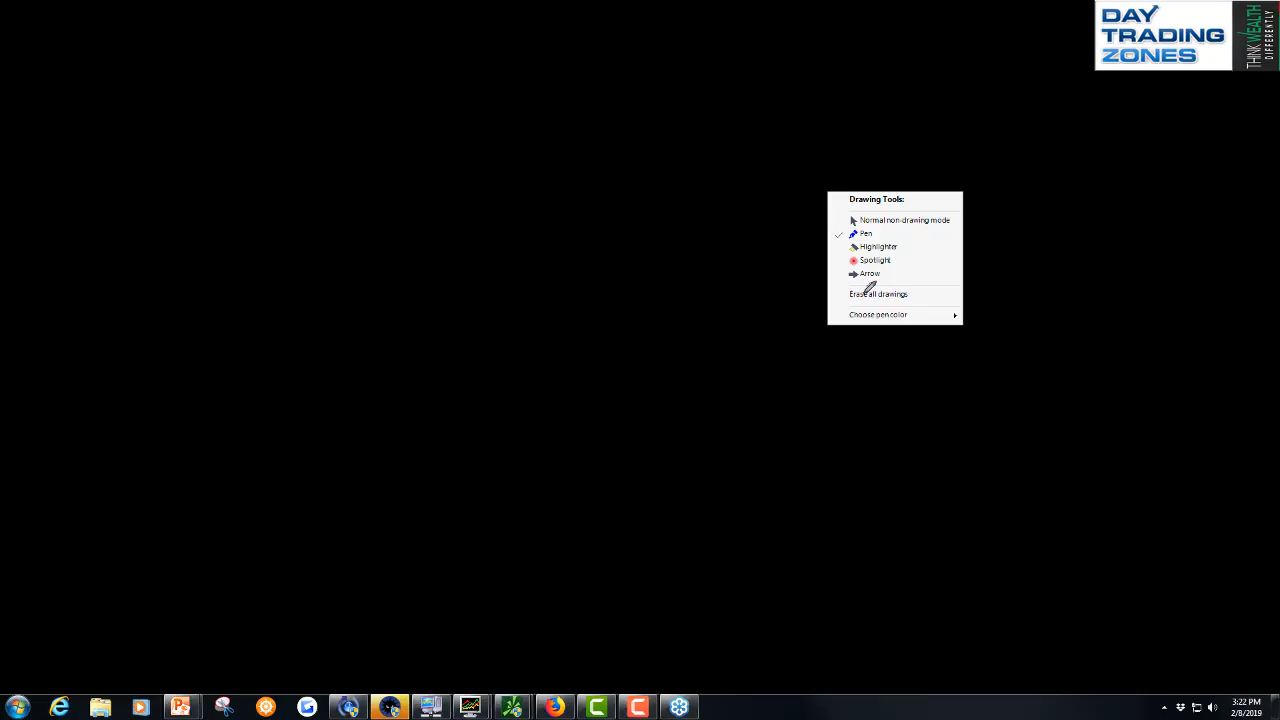 DAY
TRADING
ZONES
THINK WEALTH
DIFFERENTLY
Drawing Tools:
Normal non-drawing mode
Pen
Highlighter
Spotlight
Arrow
Erase all drawings
Choose pen color
3:22 PM
2/8/2019